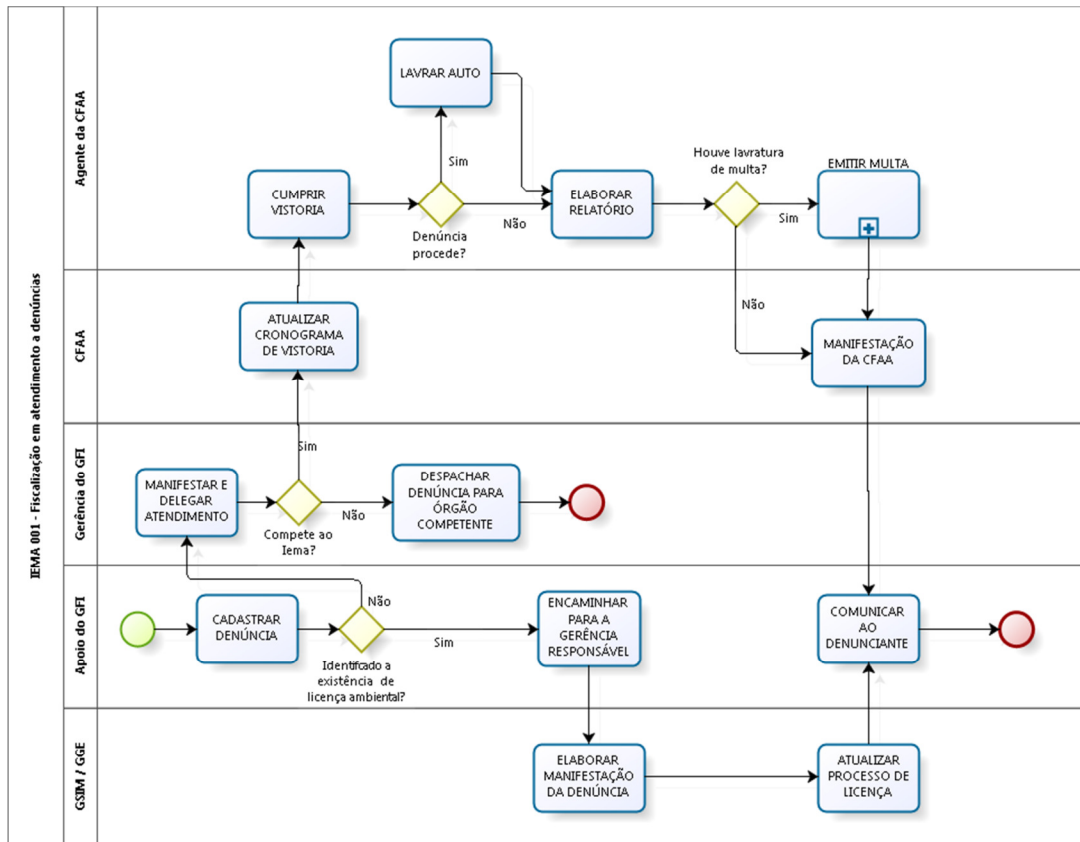 IEMA 001 - Fiscalização em atendimento a denúncias
Agente da CFAA
LAVRAR AUTO
Sim
CUMPRIR
VISTORIA
Denúncia
procede?
Não
ELABORAR
RELATÓRIO
Houve lavratura
de multa?
Sim
Não
EMITIR MULTA
CFAA
ATUALIZAR
CRONOGRAMA
DE VISTORIA
MANIFESTAÇÃO
DA CFAA
Gerência do GFI
Sim
MANIFESTAR E
DELEGAR
ATENDIMENTO
Compete ao
Iema?
Não
DESPACHAR
DENÚNCIA PARA
ÓRGÃO
COMPETENTE
Apoio do GFI
CADASTRAR
DENÚNCIA
Não
Identificado a
existência de
licença ambiental?
Sim
ENCAMINHAR
PARA A
GERÊNCIA
RESPONSÁVEL
COMUNICAR
AO
DENUNCIANTE
GSIM / GGE
ELABORAR
MANIFESTAÇÃO
DA DENÚNCIA
ATUALIZAR
PROCESSO DE
LICENÇA